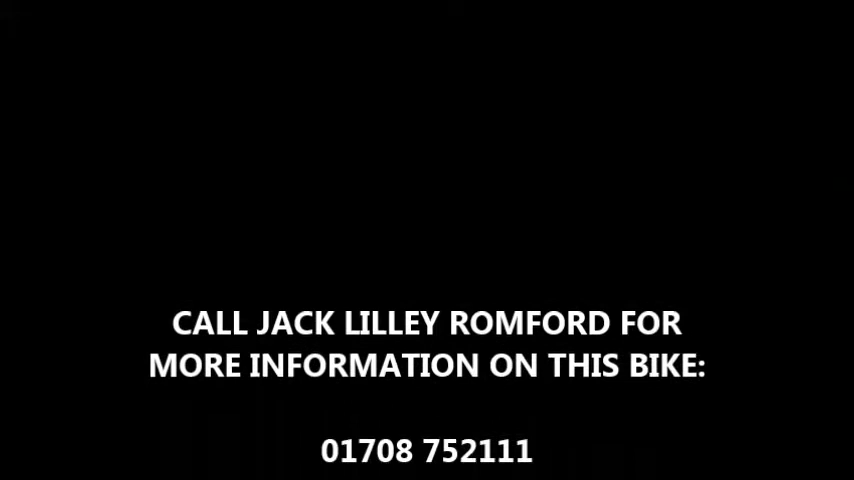 CALL JACK LILLEY ROMFORD FOR
MORE INFORMATION ON THIS BIKE:
01708 752111